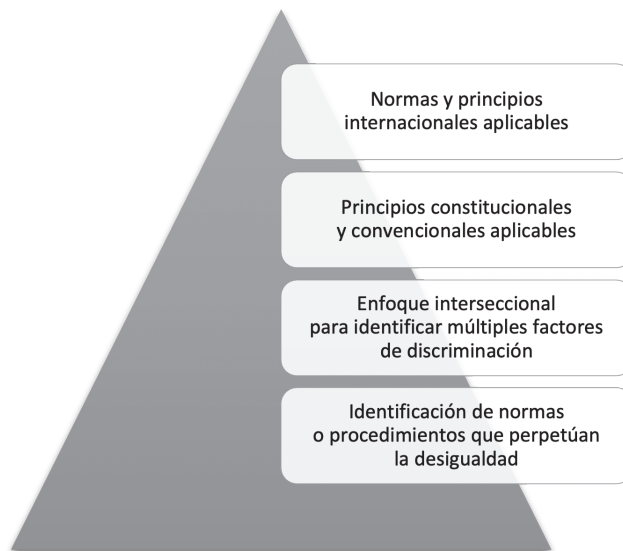 Normas y principios
internacionales aplicables
Principios constitucionales
y convencionales aplicables
Enfoque interseccional
para identificar múltiples factores
de discriminación
Identificación de normas
o procedimientos que perpetúan
la desigualdad